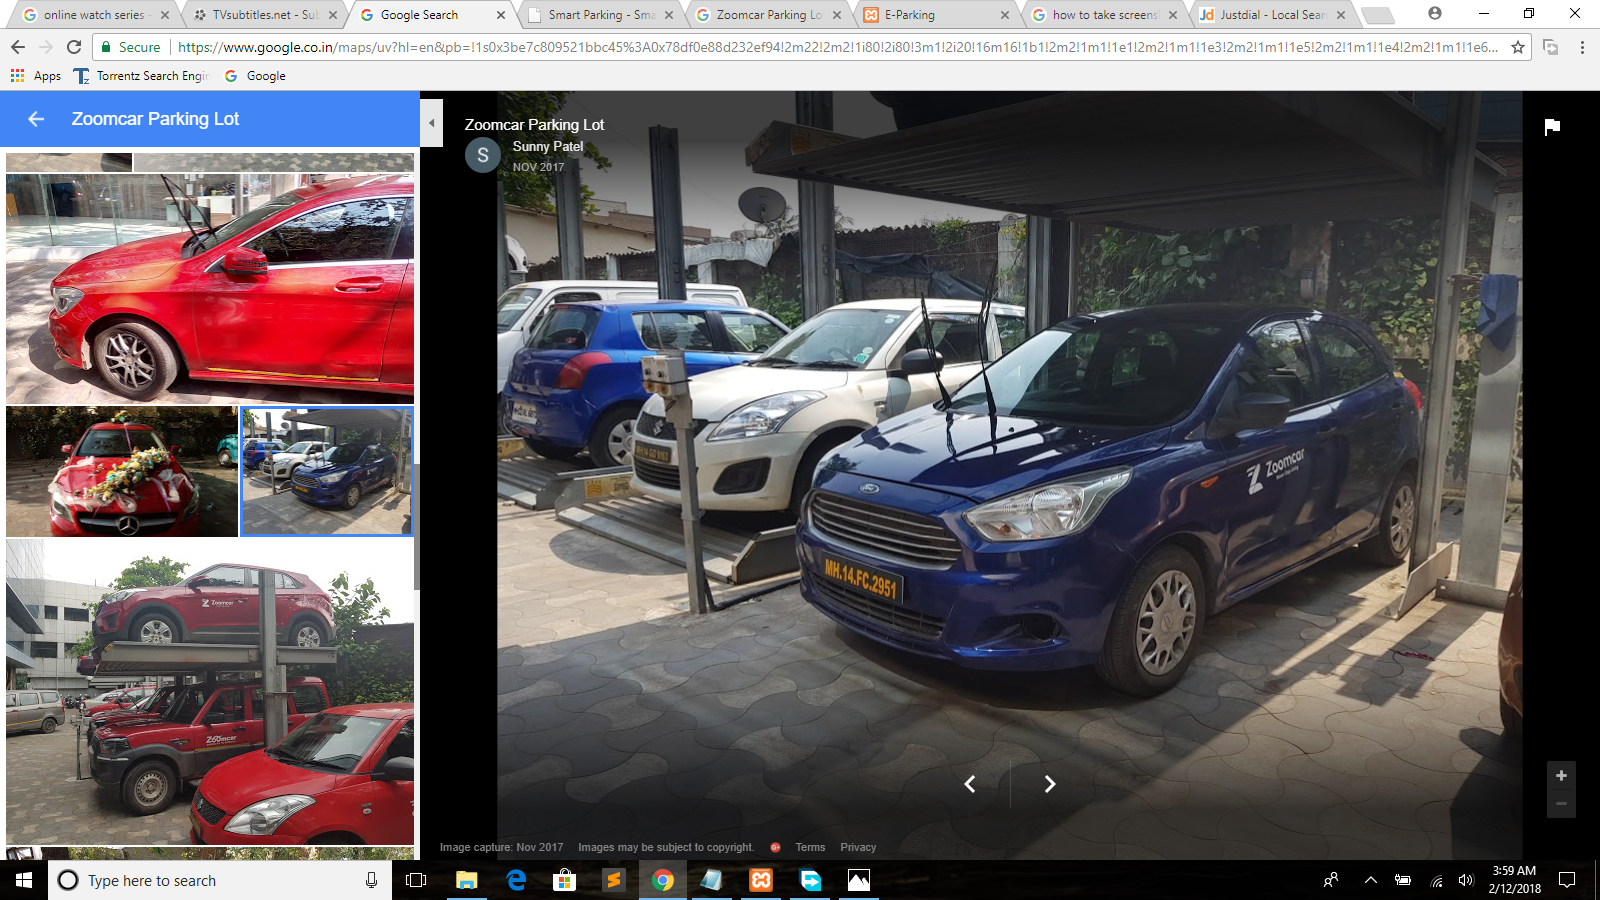 online watch series -
TVsubtitles.net - Sub
Google Search
Smart Parking - Sma
Zoomcar Parking Lo
E-Parking
how to take screensh
Justdial - Local Sear
Secure
https://www.google.co.in/maps/uv?hl=en&pb=!1s0x3be7c809521bbc45%3A0x78df0e88d232ef94!2m22!2m2!1i80!2i80!3m1!2i20!16m16!1b1!2m2!1m1!1e1!2m2!1m1!1e3!2m2!1m1!1e5!2m2!1m1!1e4!2m2!1m1!1e6...
Apps
Torrentz Search Engin
Google
Zoomcar Parking Lot
Zoomcar Parking Lot
S
Sunny Patel
NOV 2017
Zoomcar
MH.14.FC.2951
Zoomcar
Zoomcar
Image capture: Nov 2017
Images may be subject to copyright.
Terms
Privacy
Type here to search
3:59 AM
2/12/2018